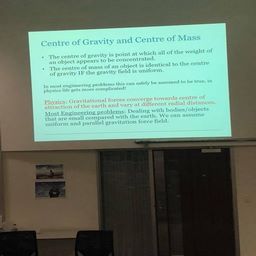 Centre of Gravity and Centre of Mass
• The centre of gravity is point at which all of the weight of
an object appears to be concentrated.
• The centre of mass of an object is identical to the centre
of gravity IF the gravity field is uniform.
In most engineering problems this can safely be assumed to be true, in
physics life gets more complicated!
Physics: Gravitational forces converge towards centre of
attraction of the earth and vary at different radial distances.
Most Engineering problems: Dealing with bodies/objects
that are small compared with the earth. We can assume
uniform and parallel gravitation force field.